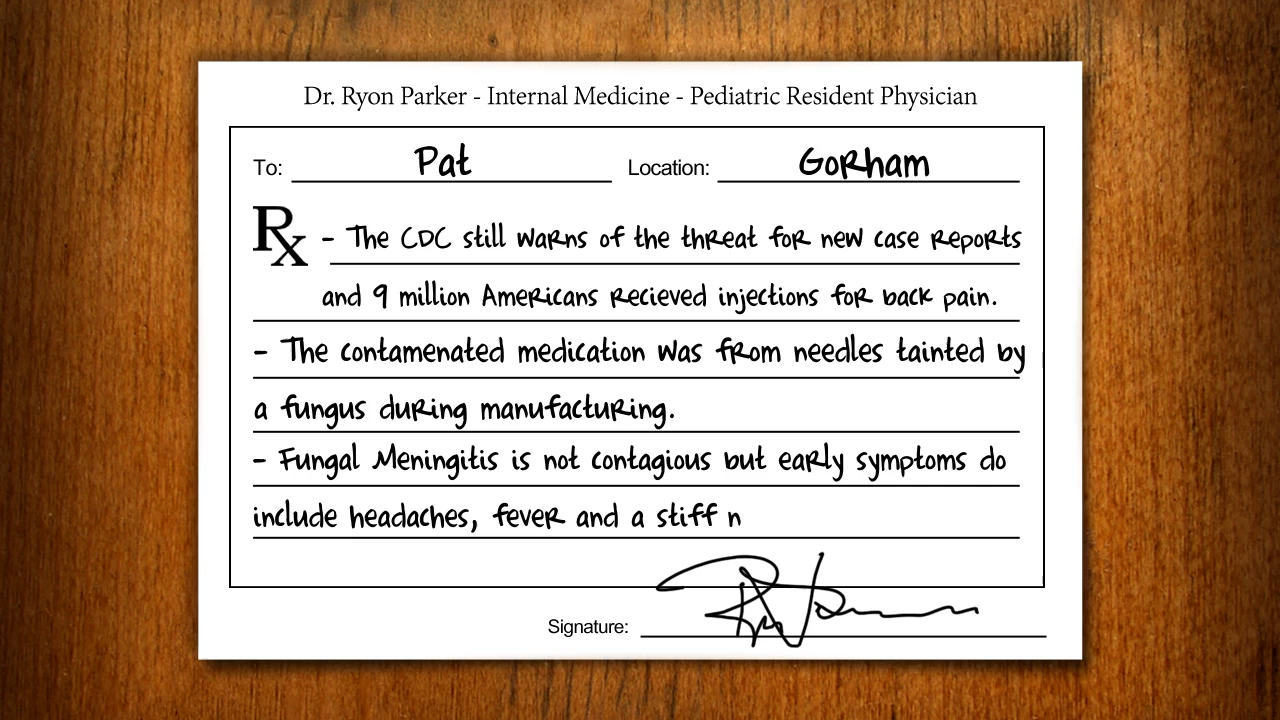 Dr. Ryon Parker - Internal Medicine - Pediatric Resident Physician
To: Pat Location: Gorham
Rx - The CDC still warns of the threat for new case reports
and 9 million Americans recieved injections for back pain.
- The contamenated medication was from needles tainted by
a fungus during manufacturing.
- Fungal Meningitis is not contagious but early symptoms do
include headaches, fever and a stiff n
Signature: